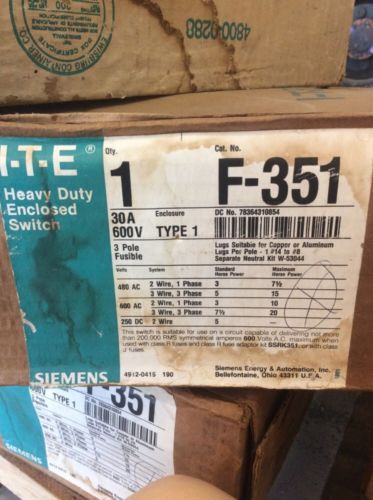 48004-0288
I-T-E®
Heavy Duty
Enclosed
Switch
SIEMENS
Qty.
1
Cat. No.
F-351
30A
600V
Enclosure
TYPE 1
DC No. 78364310854
3 Pole
Fusible
Lugs Suitable for Copper or Aluminum
Lugs Per Pole - 1 #14 to #8
Separate Neutral Kit W-53044
Volts System Standard Horse Power Maximum Horse Power
480 AC 2 Wire, 1 Phase 3 7½
3 Wire, 3 Phase 5 15
600 AC 2 Wire, 1 Phase 3 10
3 Wire, 3 Phase 7½ 20
250 DC 2 Wire 5 –
This switch is suitable for use on a circuit capable of delivering not more
than 200,000 RMS symmetrical amperes 600 Volts A.C. maximum when
used with class R fuses and class R fuse adaptor kit SSRK351, or with class
J fuses.
4912-0415 190
Siemens Energy & Automation, Inc.
Bellefontaine, Ohio 43311 U.S.A.
F-351
600V
TYPE 1